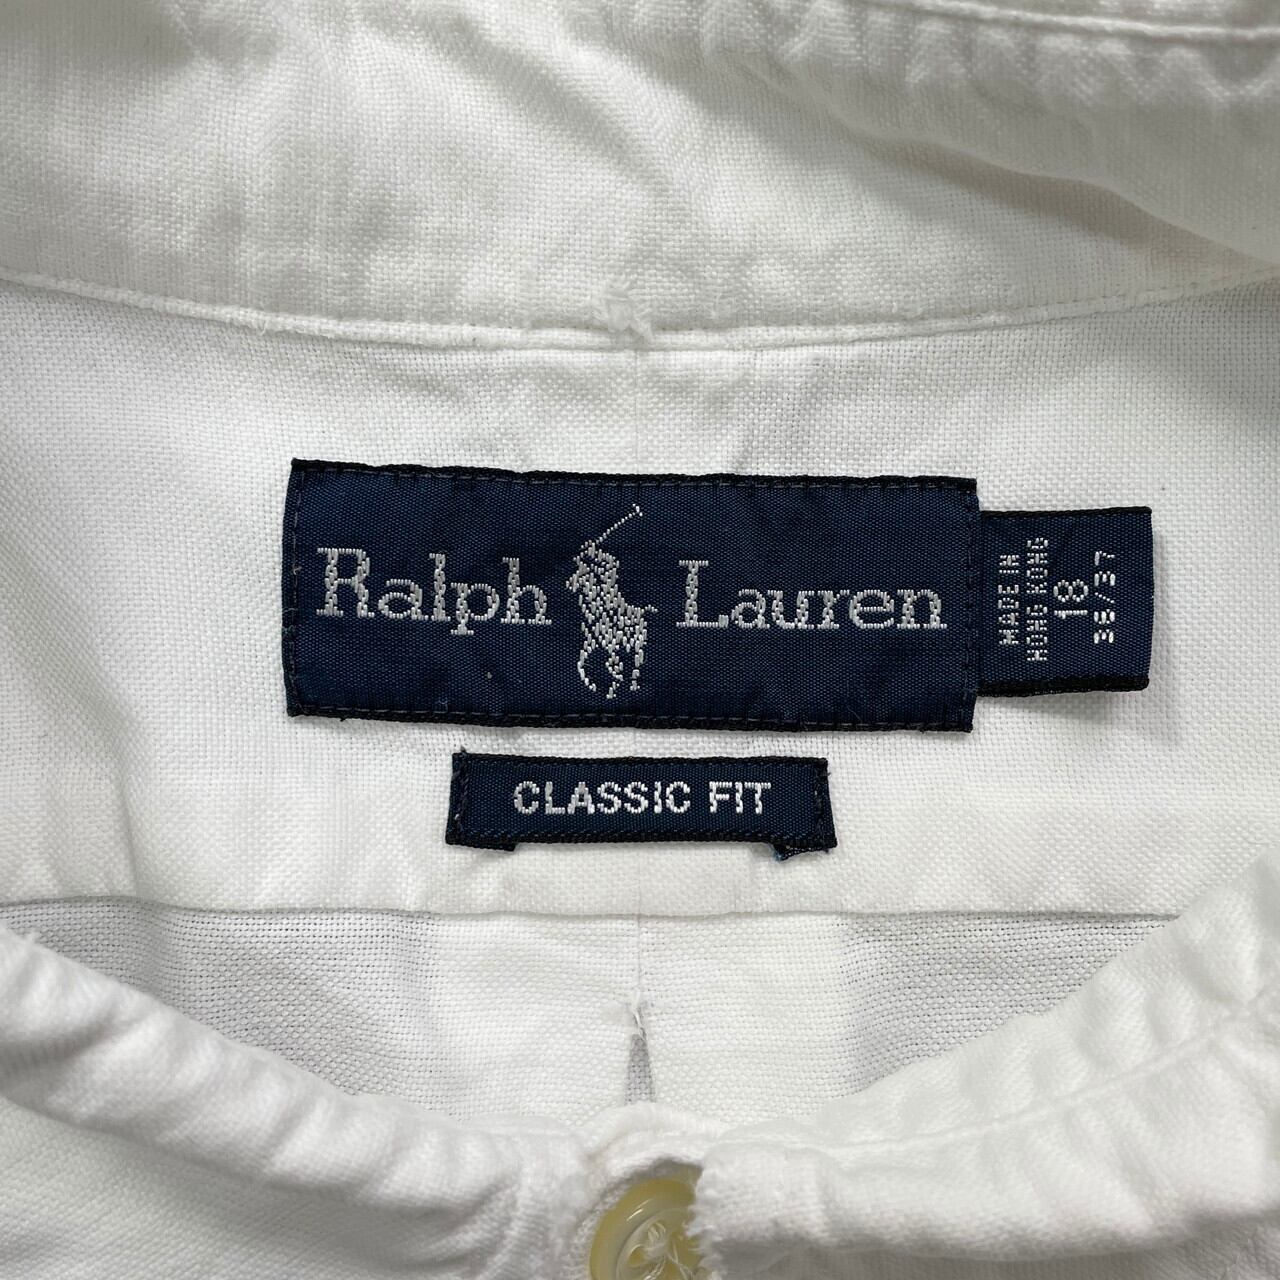 Ralph Lauren
CLASSIC FIT
MADE IN
HONG KONG
18
36/37